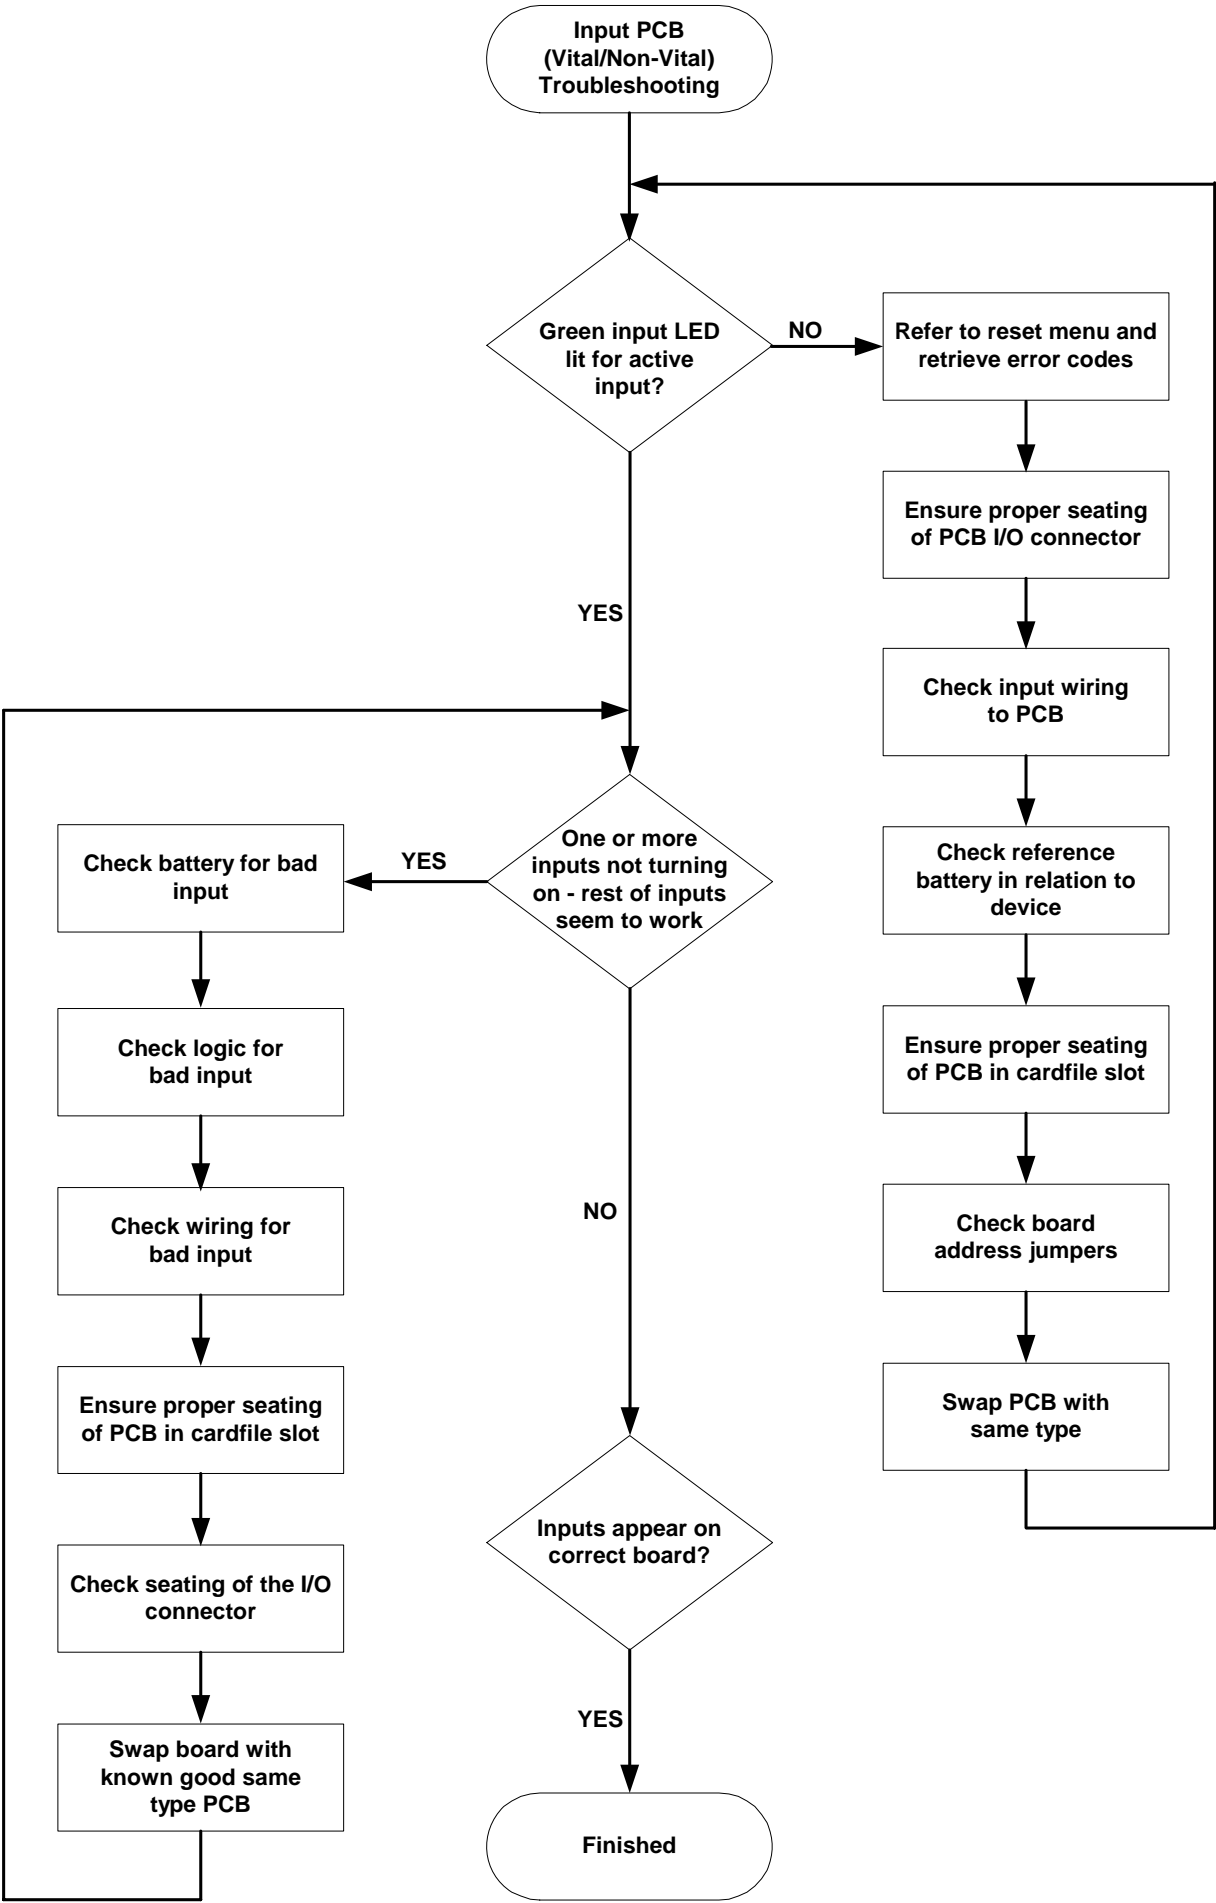 Input PCB
(Vital/Non-Vital)
Troubleshooting
Green input LED
lit for active
input?
NO
Refer to reset menu and
retrieve error codes
Ensure proper seating
of PCB I/O connector
YES
Check input wiring
to PCB
One or more
inputs not turning
on - rest of inputs
seem to work
YES
Check battery for bad
input
Check reference
battery in relation to
device
Check logic for
bad input
Ensure proper seating
of PCB in cardfile slot
Check wiring for
bad input
NO
Check board
address jumpers
Ensure proper seating
of PCB in cardfile slot
Swap PCB with
same type
Inputs appear on
correct board?
Check seating of the I/O
connector
YES
Swap board with
known good same
type PCB
Finished